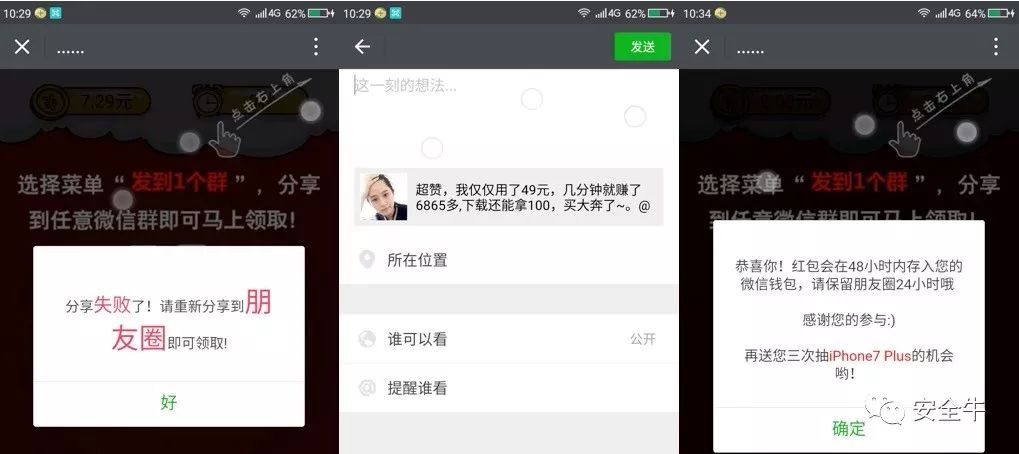 10:29
4G 62%
......
7.29元
点击右上角
选择菜单“发到1个群”，分享
到任意微信群即可马上领取!
分享失败了！请重新分享到朋
友圈即可领取!
好
10:29
4G 62%
发送
这一刻的想法...
超赞，我仅仅用了49元，几分钟就赚了
6865多,下载还能拿100，买大奔了~。@
所在位置
谁可以看
公开
提醒谁看
10:34
4G 64%
......
点击右上角
选择菜单“发到1个群”，分享
到任意微信群即可马上领取!
恭喜你！红包会在48小时内存入您的
微信钱包，请保留朋友圈24小时哦
感谢您的参与:)
再送您三次抽iPhone7 Plus的机会
哟!
确定
安全牛